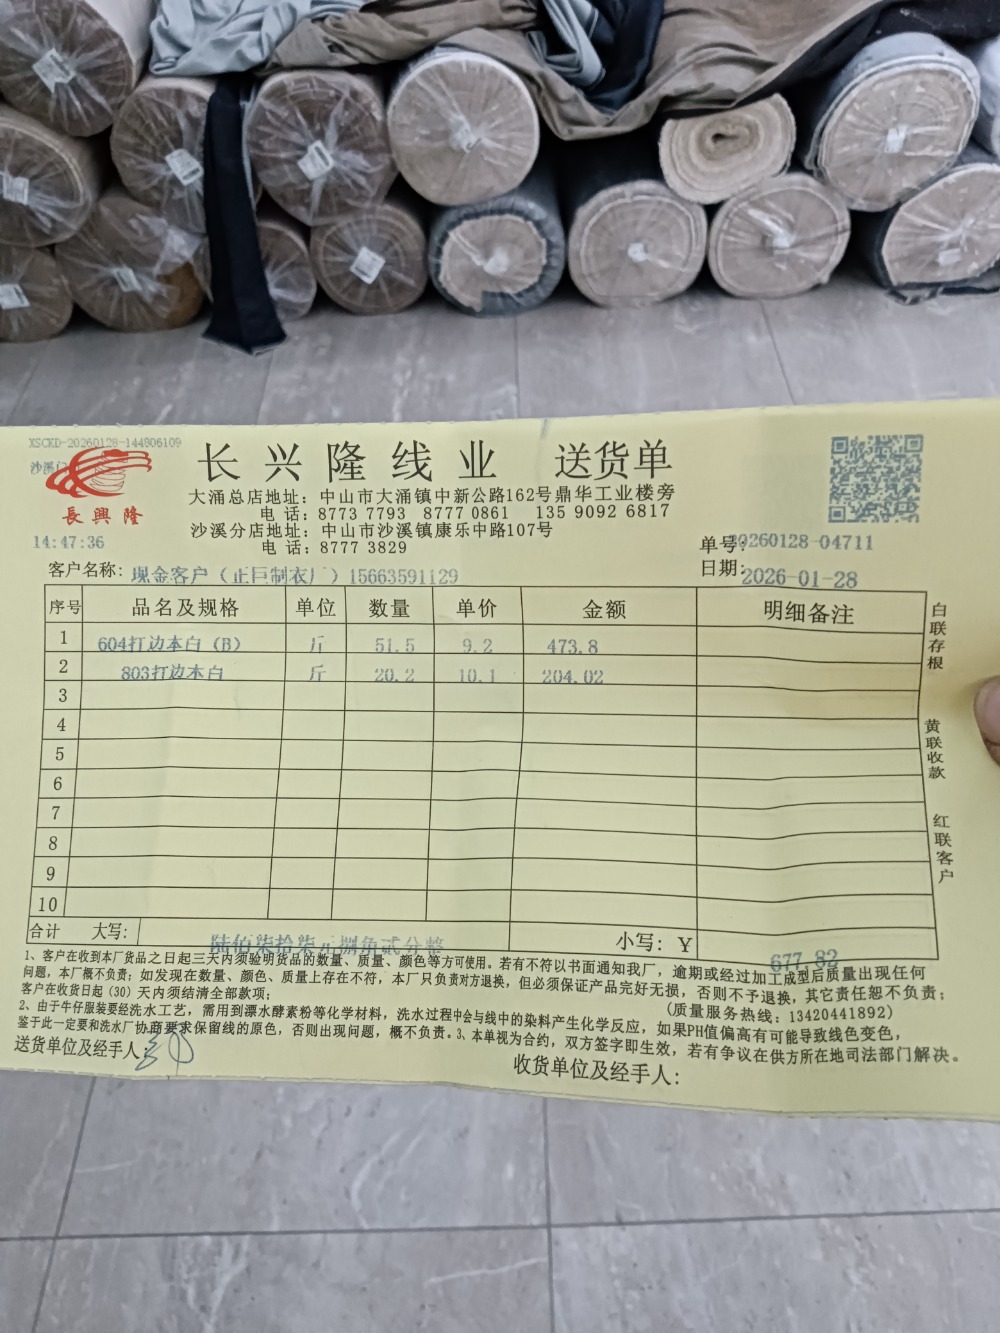 XSCKD-20260128-144806109
沙溪门
長興隆
长兴隆线业 送货单
大涌总店地址：中山市大涌镇中新公路162号鼎华工业楼旁
电话：8773 7793 8777 0861 135 9092 6817
沙溪分店地址：中山市沙溪镇康乐中路107号
电话：8777 3829
14:47:36
单号：20260128-04711
日期：2026-01-28
客户名称：现金客户（正巨制衣厂）15663591129
序号 品名及规格 单位 数量 单价 金额 明细备注
1 604打边本白（B） 斤 51.5 9.2 473.8
2 803打边本白 斤 20.2 10.1 204.02
3
4
5
6
7
8
9
10
合计 大写： 陆佰柒拾柒元捌角贰分整 小写：￥ 677.82
白联存根
黄联收款
红联客户
1、客户在收到本厂货品之日起三天内须验明货品的数量、质量、颜色等方可使用。若有不符以书面通知我厂，逾期或经过加工成型后质量出现任何
问题，本厂概不负责；如发现在数量、颜色、质量上存在不符，本厂只负责对方退换，但必须保证产品完好无损，否则不予退换，其它责任恕不负责；
客户在收货日起（30）天内须结清全部款项； （质量服务热线：13420441892）
2、由于牛仔服装要经洗水工艺，需用到漂水酵素粉等化学材料，洗水过程中会与线中的染料产生化学反应，如果PH值偏高有可能导致线色变色，
鉴于此一定要和洗水厂协商要求保留线的原色，否则出现问题，概不负责。3、本单视为合约，双方签字即生效，若有争议在供方所在地司法部门解决。
送货单位及经手人：
收货单位及经手人：